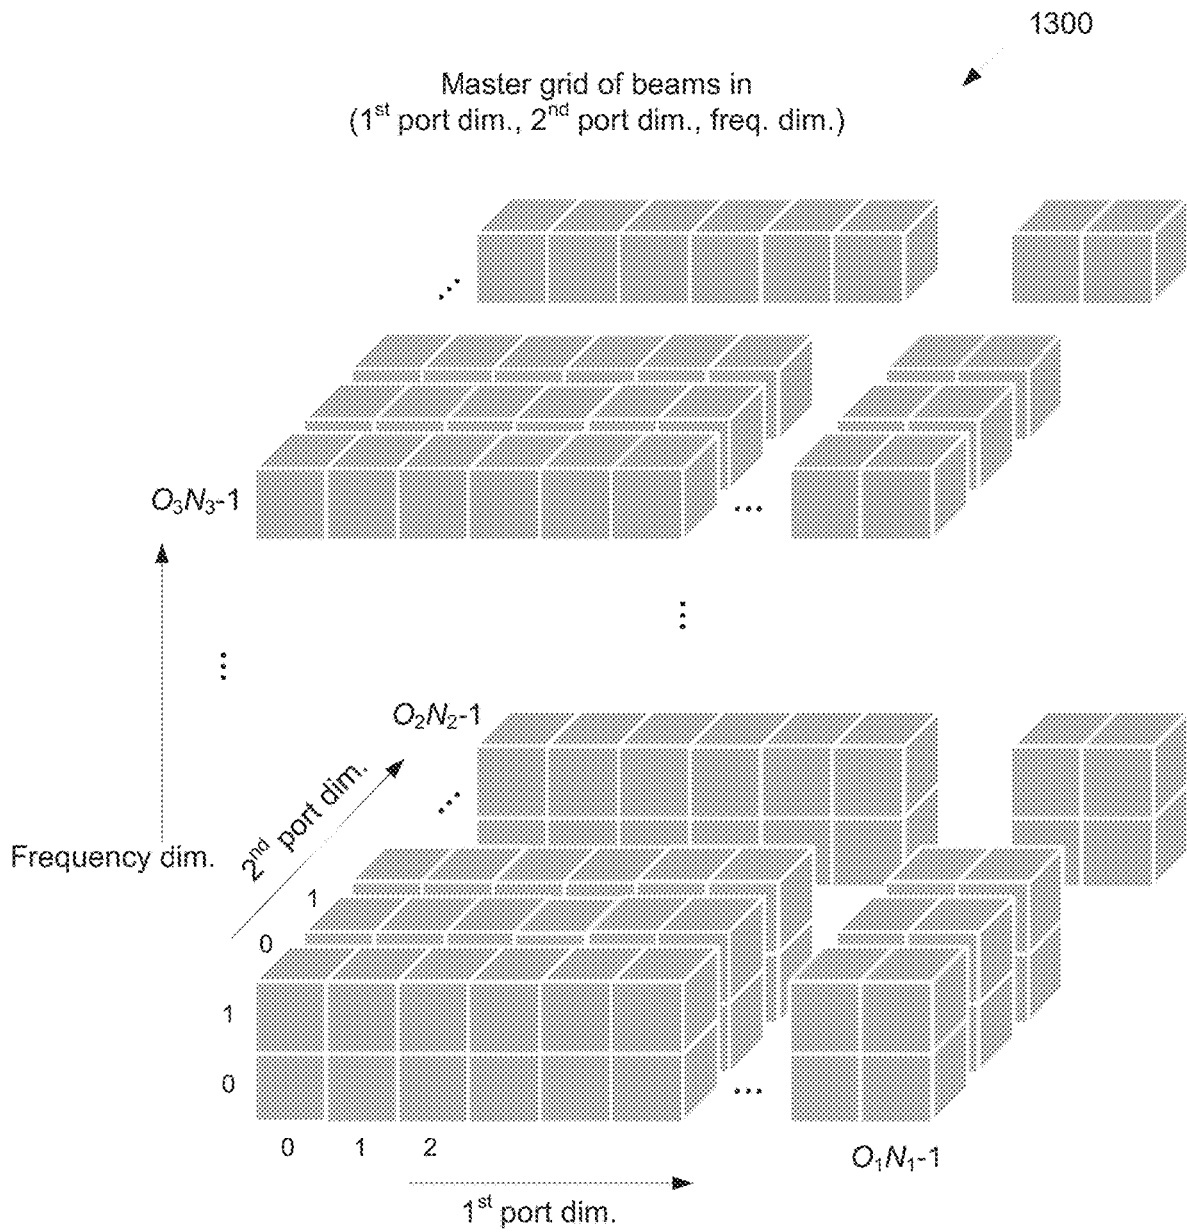 1300
Master grid of beams in
(1st port dim., 2nd port dim., freq. dim.)
...
O3N3-1
...
...
...
O2N2-1
2nd port dim.
...
Frequency dim.
1
0
1
0
...
0 1 2
O1N1-1
1st port dim.